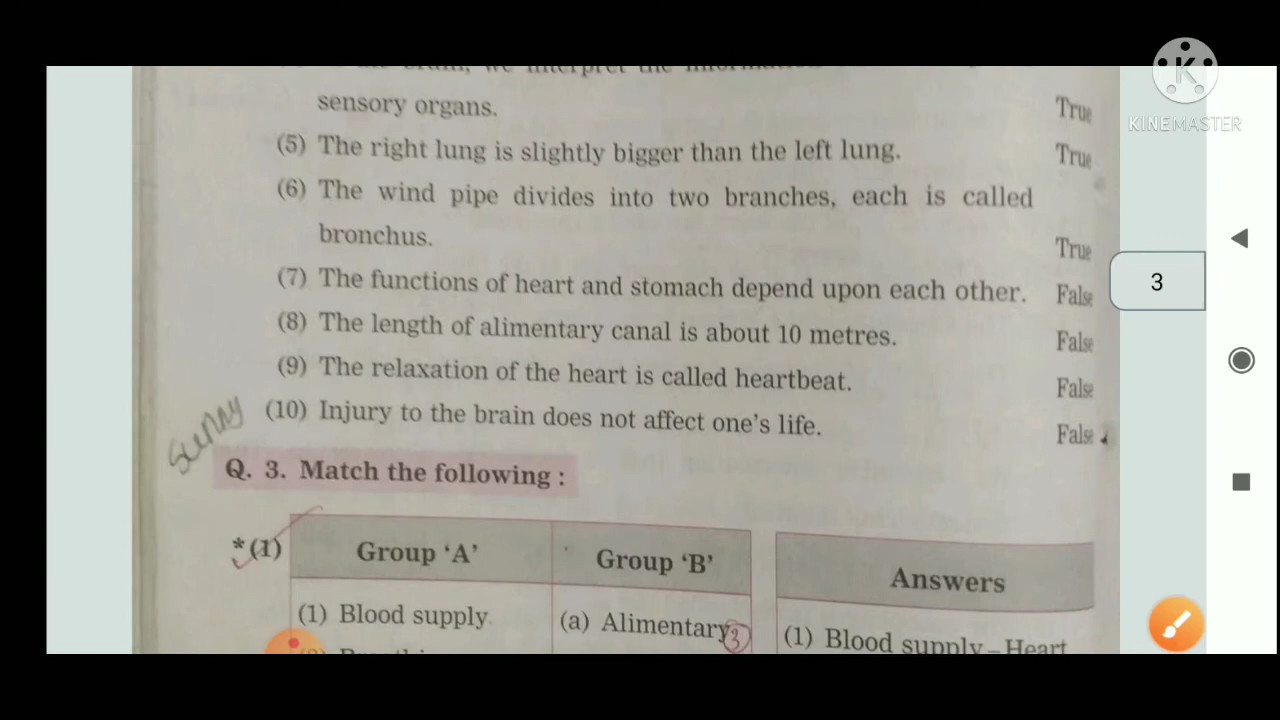 sensory organs. True
(5) The right lung is slightly bigger than the left lung. True
(6) The wind pipe divides into two branches, each is called
bronchus. True
(7) The functions of heart and stomach depend upon each other. False
(8) The length of alimentary canal is about 10 metres. False
(9) The relaxation of the heart is called heartbeat. False
(10) Injury to the brain does not affect one's life. False
Sunny
Q. 3. Match the following :
*(1) Group 'A' Group 'B' Answers
(1) Blood supply (a) Alimentary 3 (1) Blood supply – Heart
K
KINEMASTER
3